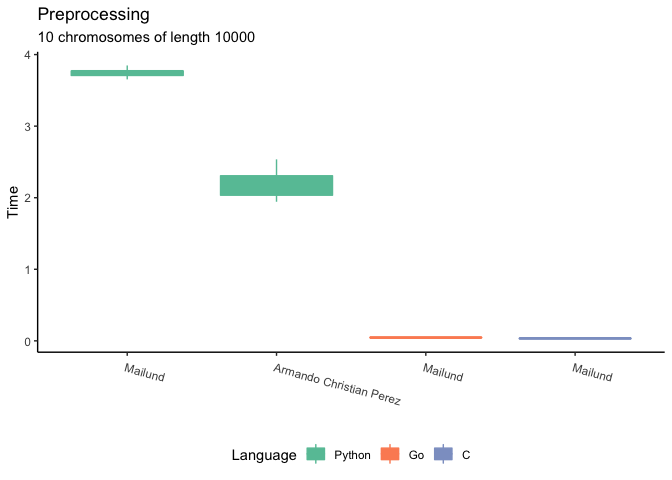 Preprocessing
10 chromosomes of length 10000
4
3
2
1
0
Time
Mailund
Armando Christian Perez
Mailund
Mailund
Language Python Go C